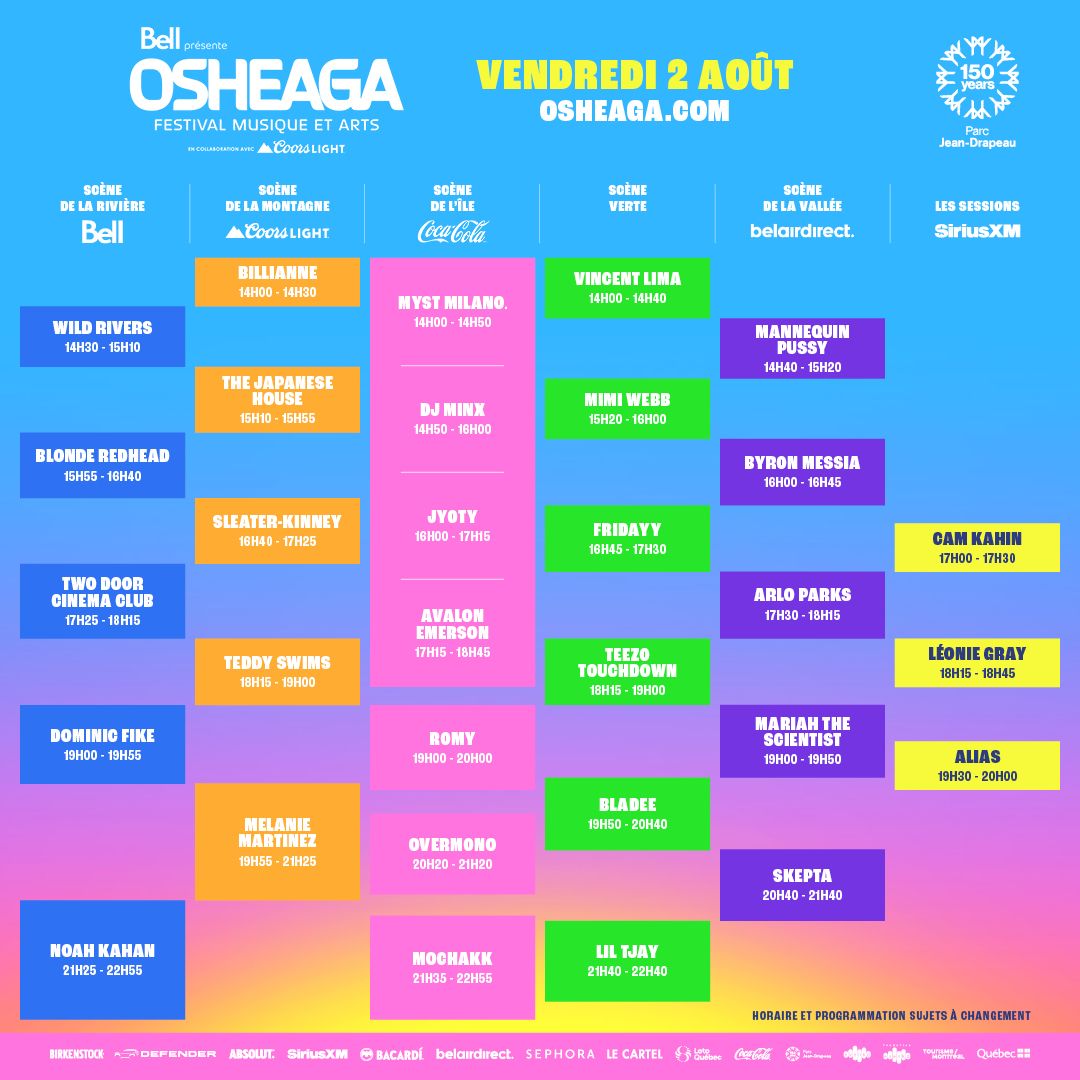 Bell présente
OSHEAGA
FESTIVAL MUSIQUE ET ARTS
EN COLLABORATION AVEC Coors LIGHT
VENDREDI 2 AOÛT
OSHEAGA.COM
150
years
Parc
Jean-Drapeau
SCÈNE
DE LA RIVIÈRE
Bell
SCÈNE
DE LA MONTAGNE
Coors LIGHT
SCÈNE
DE L'ÎLE
Coca-Cola
SCÈNE
VERTE
SCÈNE
DE LA VALLÉE
belairdirect.
LES SESSIONS
SiriusXM
WILD RIVERS
14H30 - 15H10
BLONDE REDHEAD
15H55 - 16H40
TWO DOOR
CINEMA CLUB
17H25 - 18H15
DOMINIC FIKE
19H00 - 19H55
NOAH KAHAN
21H25 - 22H55
BILLIANNE
14H00 - 14H30
THE JAPANESE
HOUSE
15H10 - 15H55
SLEATER-KINNEY
16H40 - 17H25
TEDDY SWIMS
18H15 - 19H00
MELANIE
MARTINEZ
19H55 - 21H25
MYST MILANO.
14H00 - 14H50
DJ MINX
14H50 - 16H00
JYOTY
16H00 - 17H15
AVALON
EMERSON
17H15 - 18H45
ROMY
19H00 - 20H00
OVERMONO
20H20 - 21H20
MOCHAKK
21H35 - 22H55
VINCENT LIMA
14H00 - 14H40
MIMI WEBB
15H20 - 16H00
FRIDAYY
16H45 - 17H30
TEEZO
TOUCHDOWN
18H15 - 19H00
BLADEE
19H50 - 20H40
LIL TJAY
21H40 - 22H40
MANNEQUIN
PUSSY
14H40 - 15H20
BYRON MESSIA
16H00 - 16H45
ARLO PARKS
17H30 - 18H15
MARIAH THE
SCIENTIST
19H00 - 19H50
SKEPTA
20H40 - 21H40
CAM KAHIN
17H00 - 17H30
LÉONIE GRAY
18H15 - 18H45
ALIAS
19H30 - 20H00
HORAIRE ET PROGRAMMATION SUJETS À CHANGEMENT
BIRKENSTOCK DEFENDER ABSOLUT. SiriusXM BACARDÍ belairdirect. SEPHORA LE CARTEL Loto Québec Coca-Cola Parc Jean-Drapeau TOURISME/ MONTRÉAL Québec